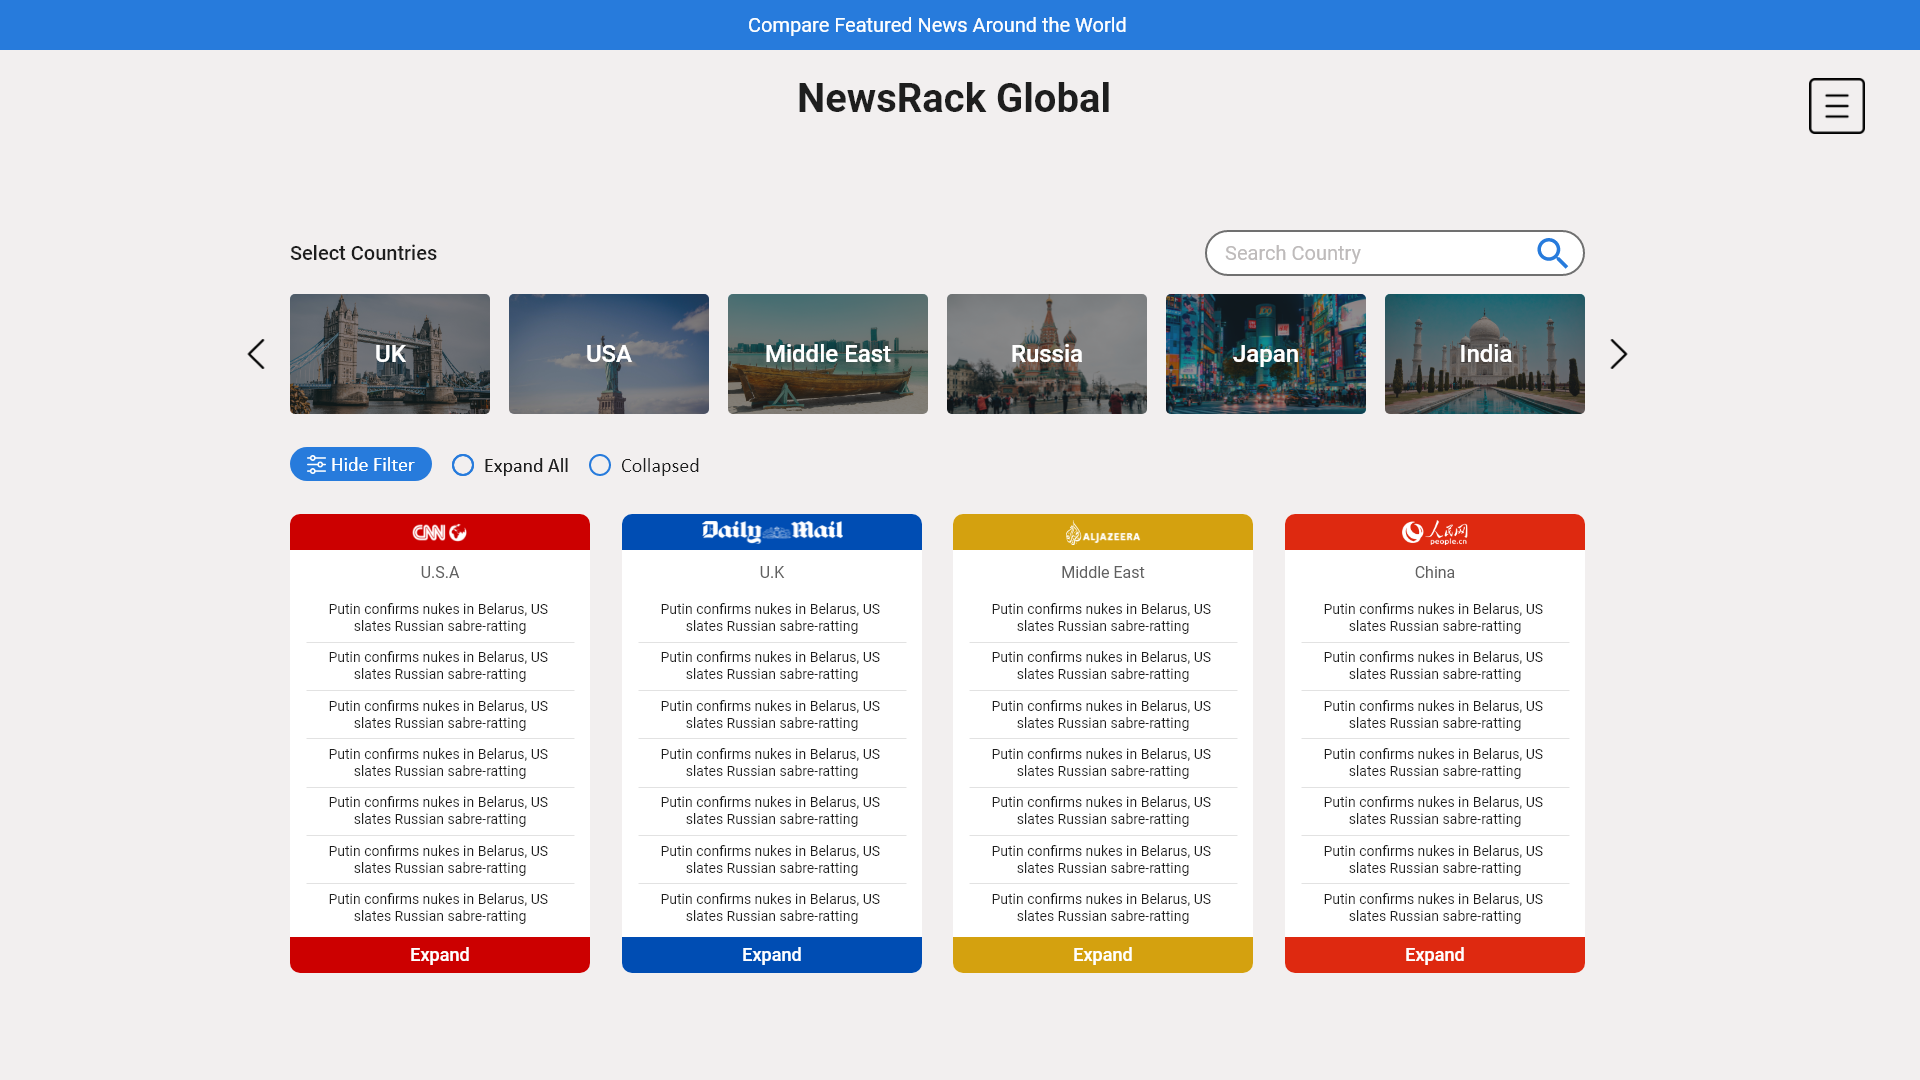 Compare Featured News Around the World
NewsRack Global
Select Countries
Search Country
UK
USA
Middle East
Russia
Japan
India
Hide Filter
Expand All
Collapsed
CNN
U.S.A
Putin confirms nukes in Belarus, US
slates Russian sabre-ratting
Putin confirms nukes in Belarus, US
slates Russian sabre-ratting
Putin confirms nukes in Belarus, US
slates Russian sabre-ratting
Putin confirms nukes in Belarus, US
slates Russian sabre-ratting
Putin confirms nukes in Belarus, US
slates Russian sabre-ratting
Putin confirms nukes in Belarus, US
slates Russian sabre-ratting
Putin confirms nukes in Belarus, US
slates Russian sabre-ratting
Expand
Daily Mail
U.K
Putin confirms nukes in Belarus, US
slates Russian sabre-ratting
Putin confirms nukes in Belarus, US
slates Russian sabre-ratting
Putin confirms nukes in Belarus, US
slates Russian sabre-ratting
Putin confirms nukes in Belarus, US
slates Russian sabre-ratting
Putin confirms nukes in Belarus, US
slates Russian sabre-ratting
Putin confirms nukes in Belarus, US
slates Russian sabre-ratting
Putin confirms nukes in Belarus, US
slates Russian sabre-ratting
Expand
ALJAZEERA
Middle East
Putin confirms nukes in Belarus, US
slates Russian sabre-ratting
Putin confirms nukes in Belarus, US
slates Russian sabre-ratting
Putin confirms nukes in Belarus, US
slates Russian sabre-ratting
Putin confirms nukes in Belarus, US
slates Russian sabre-ratting
Putin confirms nukes in Belarus, US
slates Russian sabre-ratting
Putin confirms nukes in Belarus, US
slates Russian sabre-ratting
Putin confirms nukes in Belarus, US
slates Russian sabre-ratting
Expand
人民网
people.cn
China
Putin confirms nukes in Belarus, US
slates Russian sabre-ratting
Putin confirms nukes in Belarus, US
slates Russian sabre-ratting
Putin confirms nukes in Belarus, US
slates Russian sabre-ratting
Putin confirms nukes in Belarus, US
slates Russian sabre-ratting
Putin confirms nukes in Belarus, US
slates Russian sabre-ratting
Putin confirms nukes in Belarus, US
slates Russian sabre-ratting
Putin confirms nukes in Belarus, US
slates Russian sabre-ratting
Expand